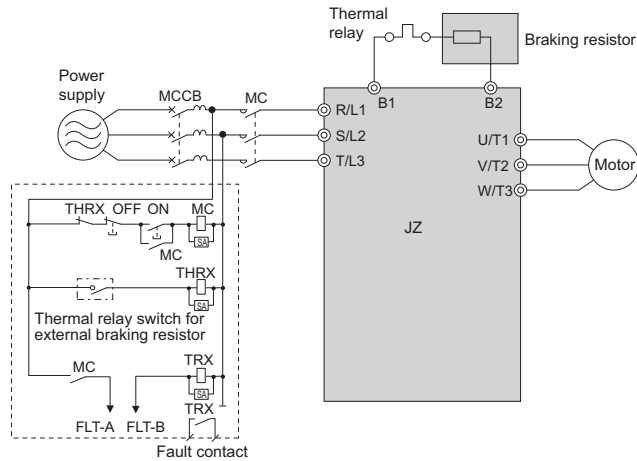 Thermal
relay
Braking resistor
Power
supply
MCCB
MC
B1
B2
R/L1
S/L2
T/L3
U/T1
V/T2
W/T3
Motor
JZ
THRX
OFF
ON
MC
SA
MC
THRX
SA
Thermal relay switch for
external braking resistor
MC
TRX
SA
TRX
FLT-A
FLT-B
Fault contact